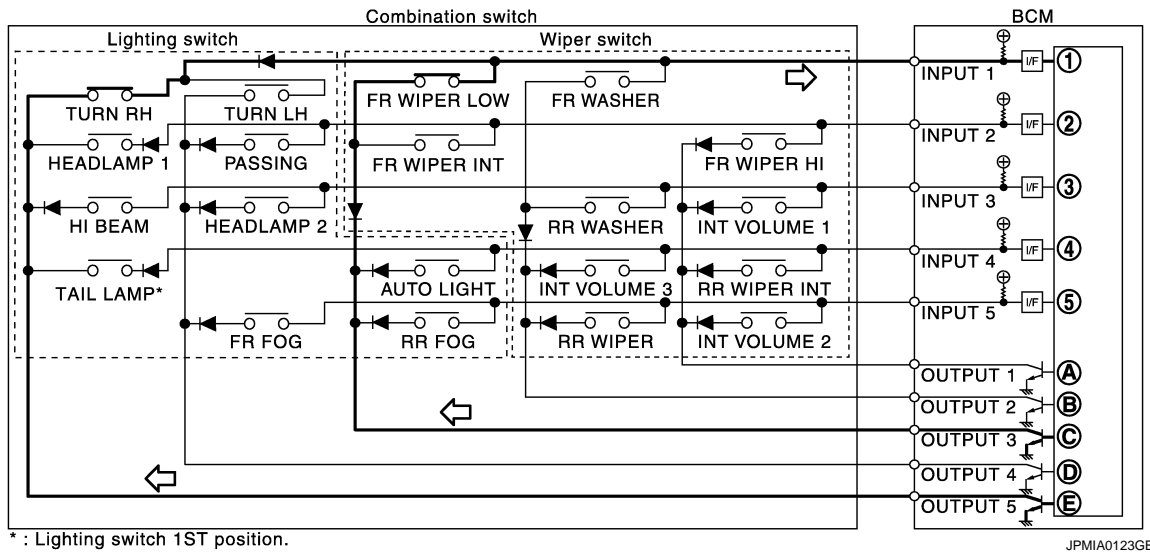 Combination switch
BCM
Lighting switch
Wiper switch
INPUT 1 I/F 1
TURN RH TURN LH FR WIPER LOW FR WASHER
INPUT 2 I/F 2
HEADLAMP 1 PASSING FR WIPER INT FR WIPER HI
INPUT 3 I/F 3
HI BEAM HEADLAMP 2 RR WASHER INT VOLUME 1
INPUT 4 I/F 4
TAIL LAMP* AUTO LIGHT INT VOLUME 3 RR WIPER INT
INPUT 5 I/F 5
FR FOG RR FOG RR WIPER INT VOLUME 2
OUTPUT 1 A
OUTPUT 2 B
OUTPUT 3 C
OUTPUT 4 D
OUTPUT 5 E
* : Lighting switch 1ST position.
JPMIA0123GB